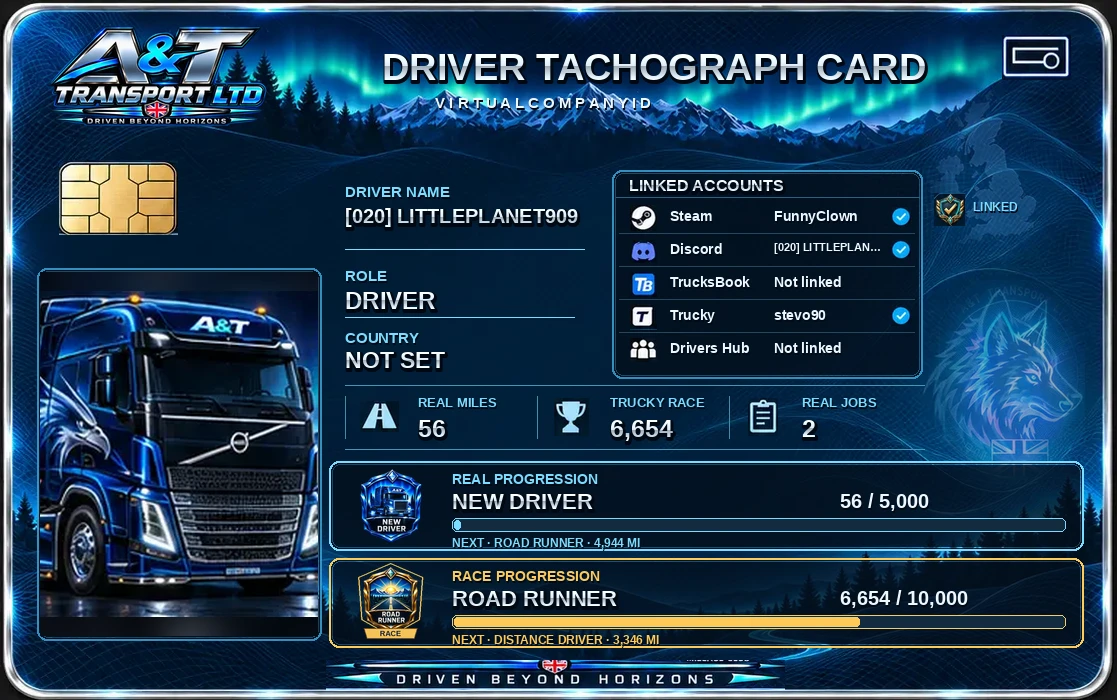 A&T
TRANSPORT LTD
DRIVEN BEYOND HORIZONS
DRIVER TACHOGRAPH CARD
VIRTUALCOMPANYID
DRIVER NAME
[020] LITTLEPLANET909
ROLE
DRIVER
COUNTRY
NOT SET
LINKED ACCOUNTS
Steam FunnyClown
Discord [020] LITTLEPLAN...
TB TrucksBook Not linked
T Trucky stevo90
Drivers Hub Not linked
LINKED
A&T
REAL MILES
56
TRUCKY RACE
6,654
REAL JOBS
2
REAL PROGRESSION
NEW DRIVER 56 / 5,000
NEXT · ROAD RUNNER · 4,944 MI
NEW
DRIVER
RACE PROGRESSION
ROAD RUNNER 6,654 / 10,000
NEXT · DISTANCE DRIVER · 3,346 MI
ROAD
RUNNER
RACE
DRIVEN BEYOND HORIZONS